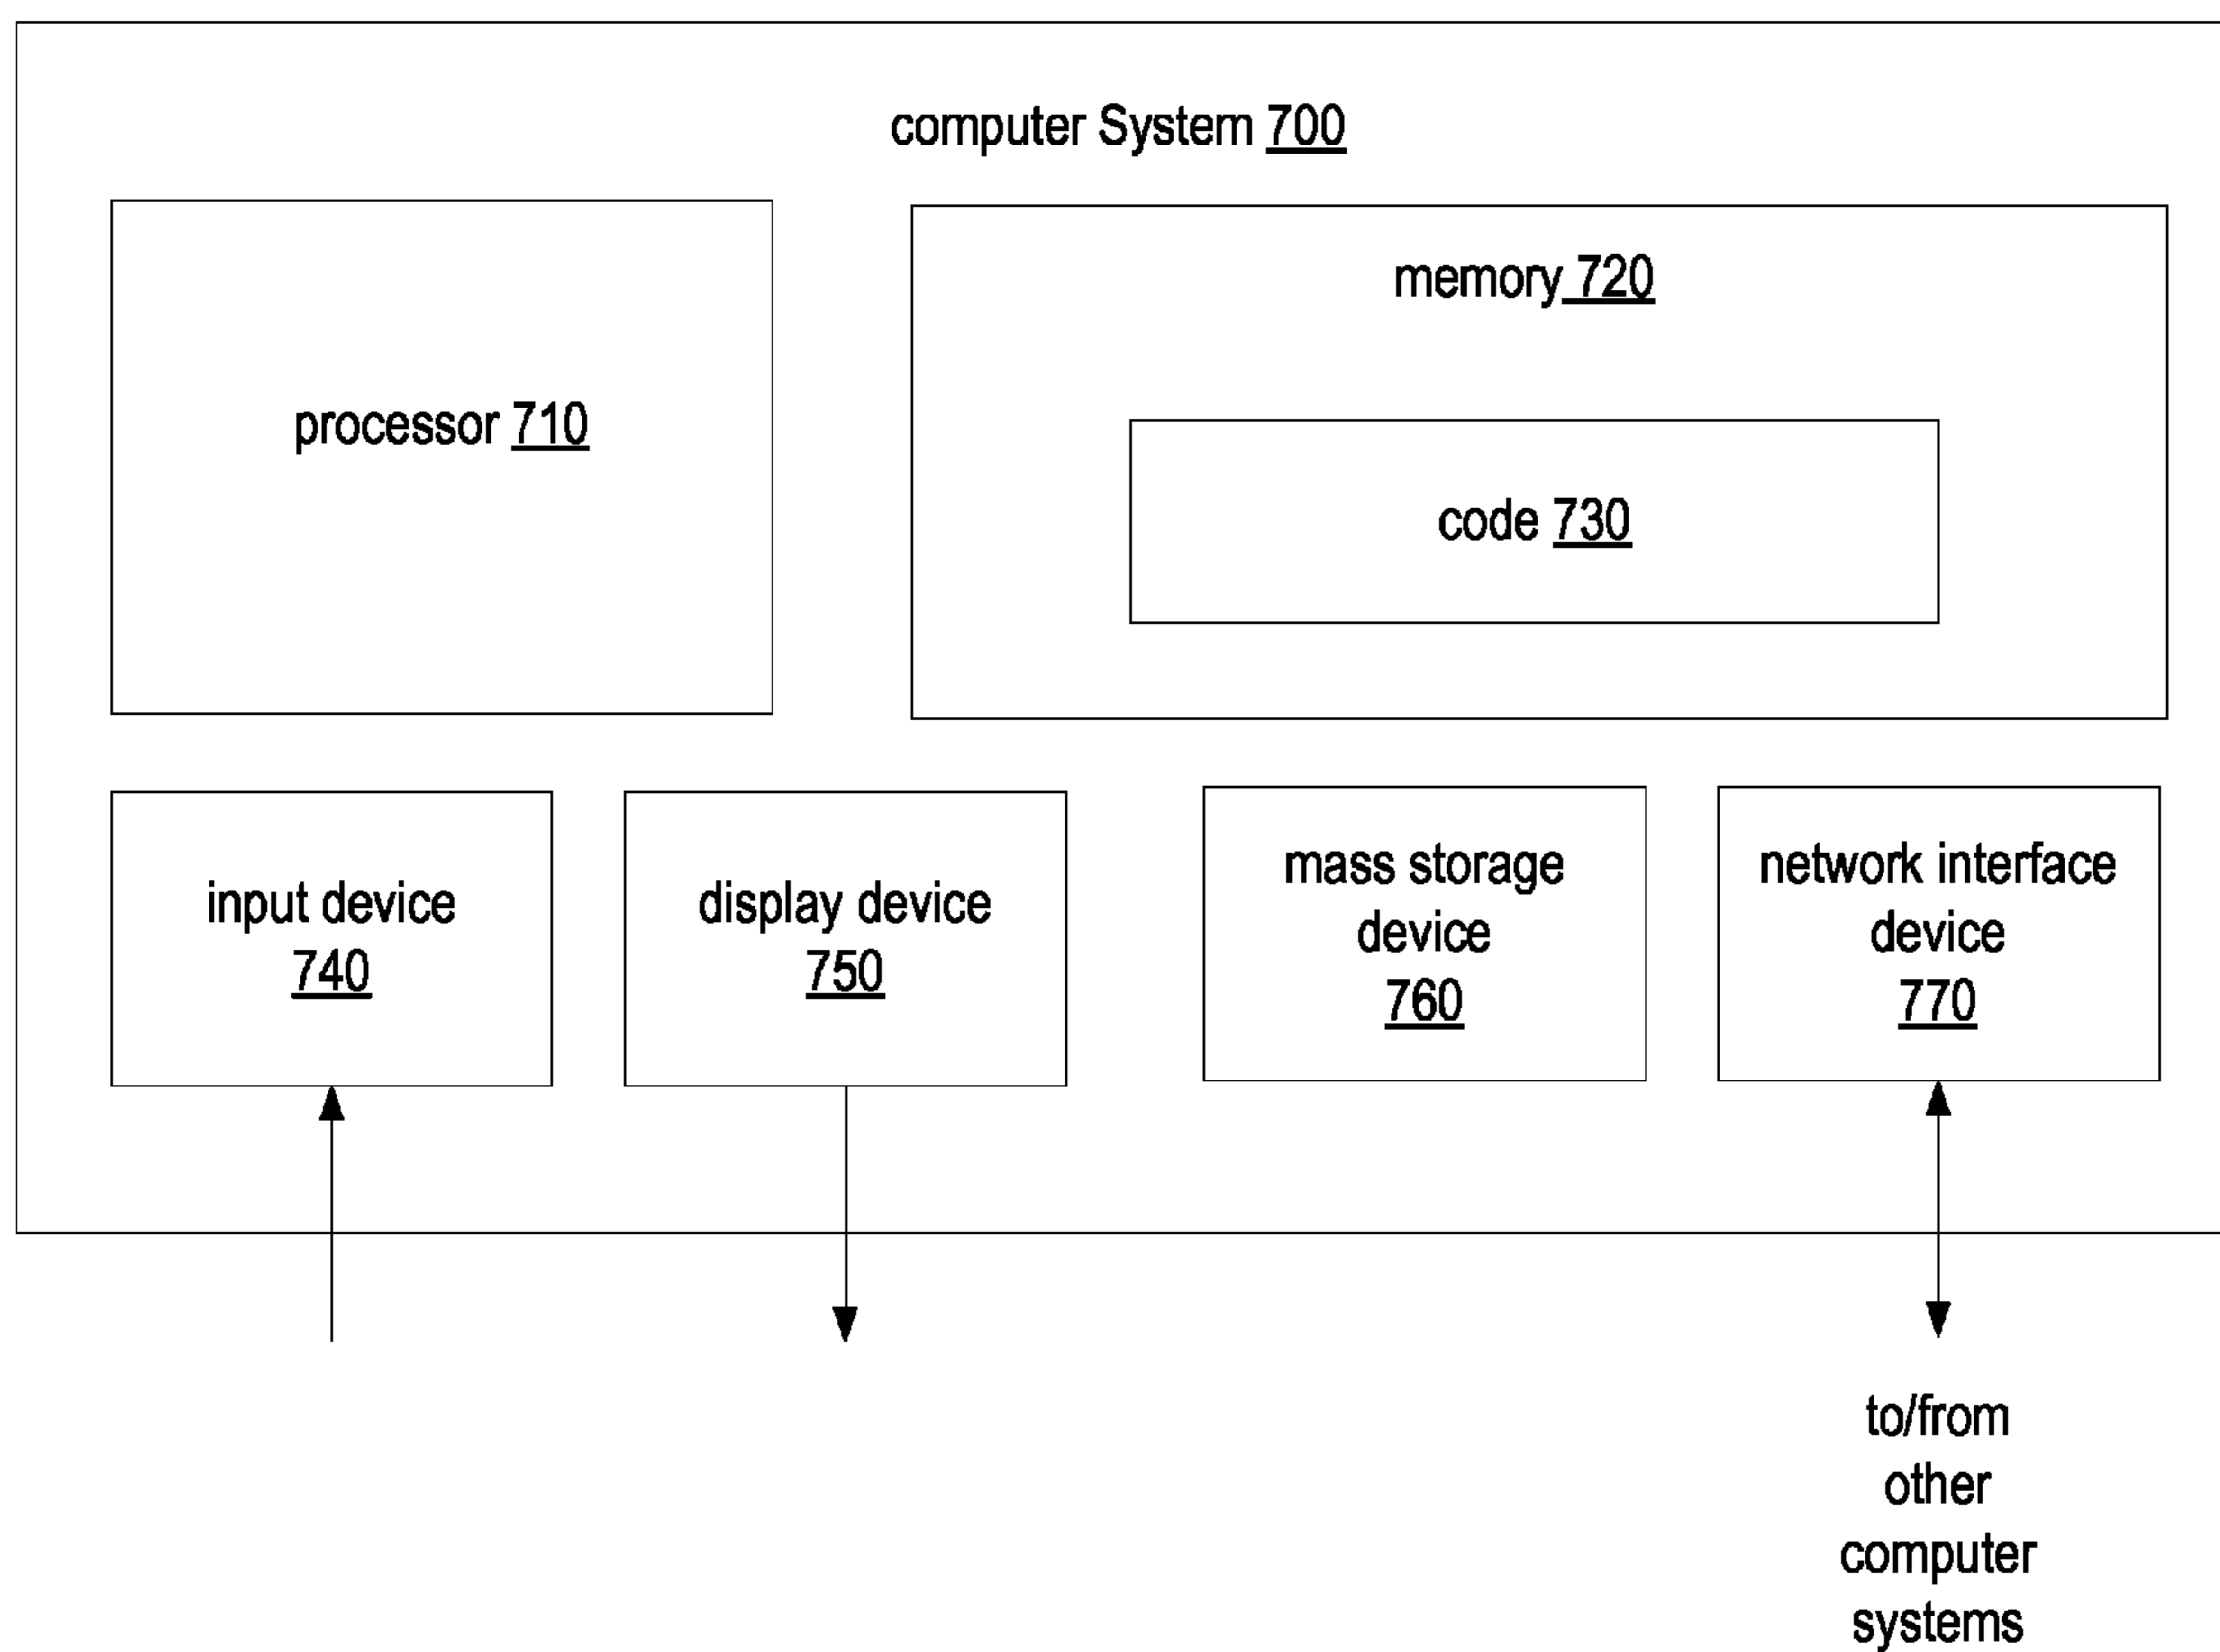 computer System 700
processor 710
memory 720
code 730
input device
740
display device
750
mass storage
device
760
network interface
device
770
to/from
other
computer
systems